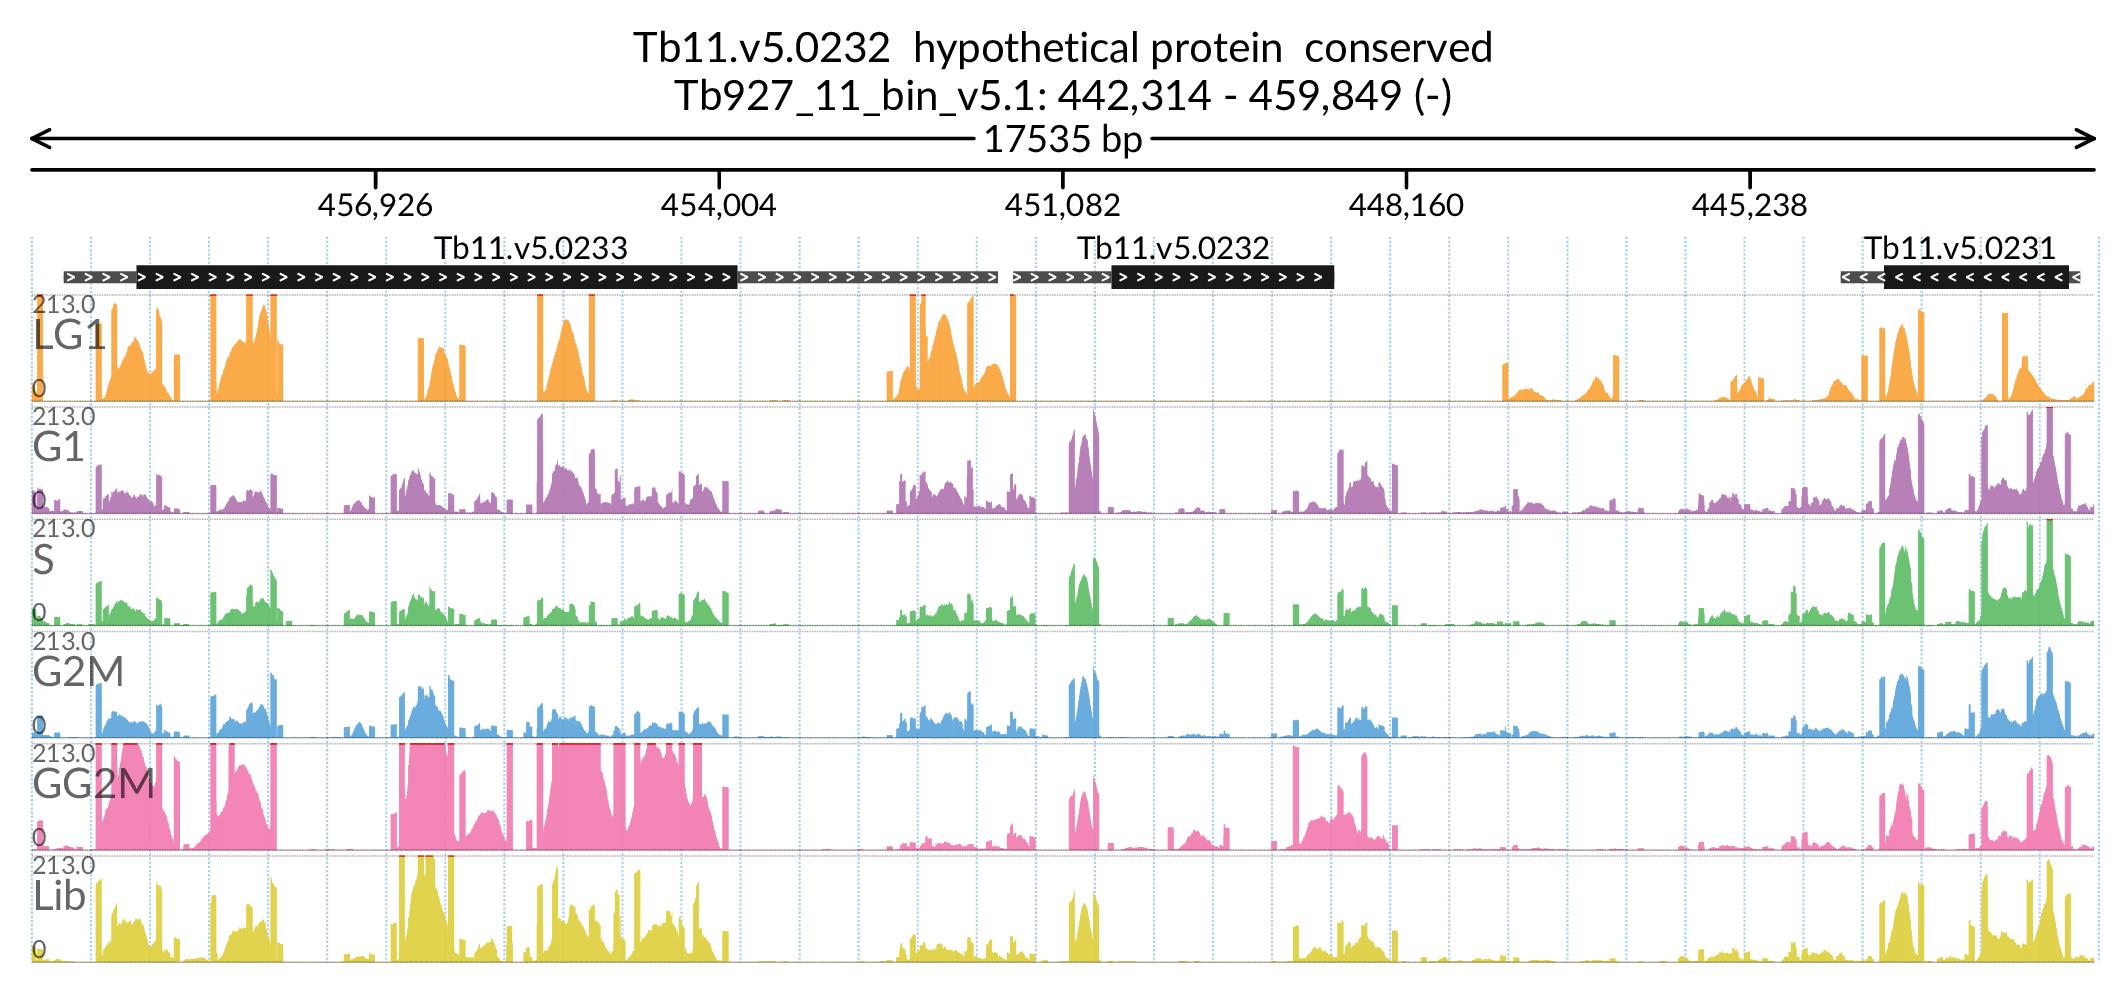 Tb11.v5.0232 hypothetical protein conserved
Tb927_11_bin_v5.1: 442,314 - 459,849 (-)
17535 bp
456,926 454,004 451,082 448,160 445,238
Tb11.v5.0233 Tb11.v5.0232 Tb11.v5.0231
213.0
LG1
0
213.0
G1
0
213.0
S
0
213.0
G2M
0
213.0
GG2M
0
213.0
Lib
0